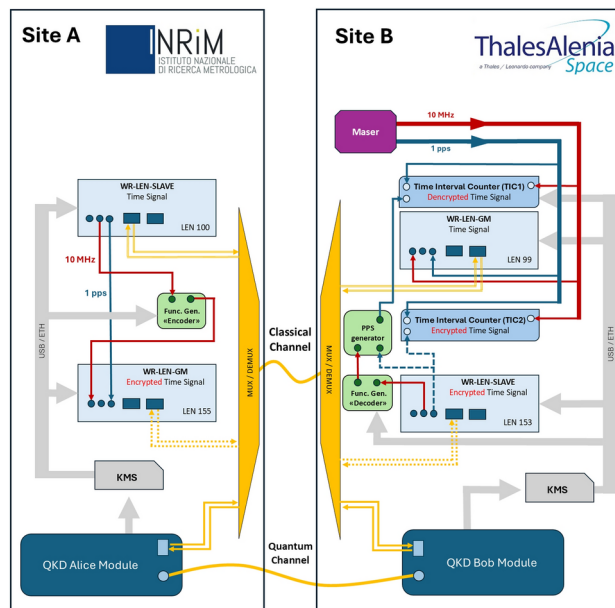 Site A
INRiM
ISTITUTO NAZIONALE
DI RICERCA METROLOGICA
WR-LEN-SLAVE
Time Signal
LEN 100
10 MHz
1 pps
Func. Gen.
«Encoder»
USB / ETH
WR-LEN-GM
Encrypted Time Signal
LEN 155
KMS
QKD Alice Module
MUX / DEMUX
Classical
Channel
Quantum
Channel
Site B
ThalesAlenia
a Thales / Leonardo company
Space
Maser
10 MHz
1 pps
Time Interval Counter (TIC1)
Dencrypted Time Signal
WR-LEN-GM
Time Signal
LEN 99
Time Interval Counter (TIC2)
Encrypted Time Signal
PPS
generator
Func. Gen.
«Decoder»
WR-LEN-SLAVE
Encrypted Time Signal
LEN 153
MUX / DEMUX
USB / ETH
KMS
QKD Bob Module